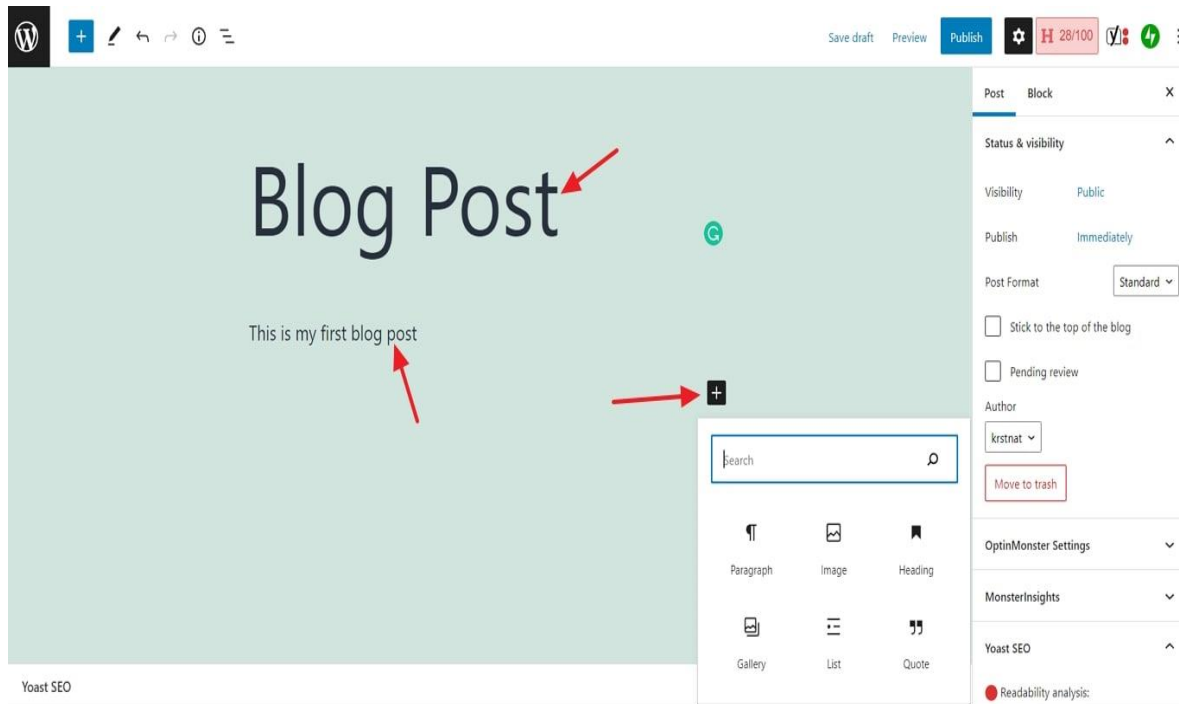 Save draft Preview Publish H 28/100
Post Block X
Status & visibility
Visibility Public
Publish Immediately
Post Format Standard
Stick to the top of the blog
Pending review
Author
krstnat
Move to trash
OptinMonster Settings
MonsterInsights
Yoast SEO
Readability analysis:
Blog Post
This is my first blog post
Search
Paragraph Image Heading
Gallery List Quote
Yoast SEO